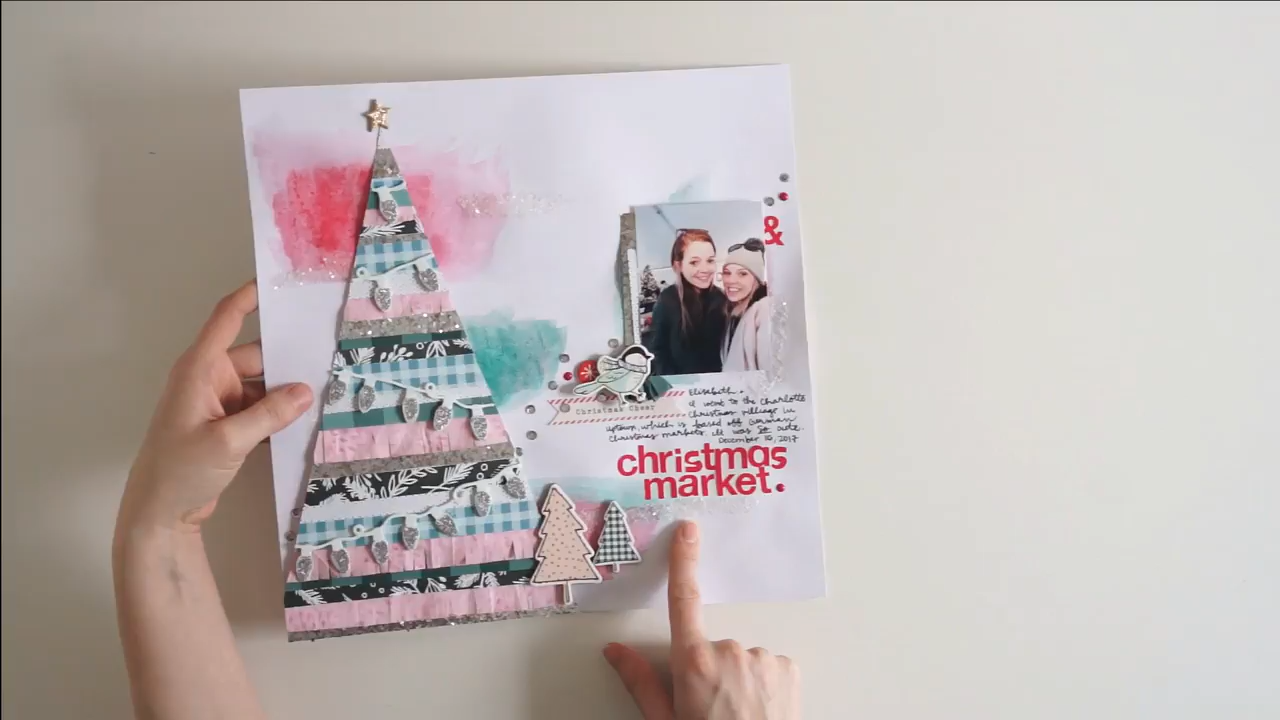 &
Elisabeth &
I went to the Charlotte
Christmas village in
uptown, which is based off German
Christmas markets. It was so cute.
December 10, 2017
Christmas Cheer
christmas
market.